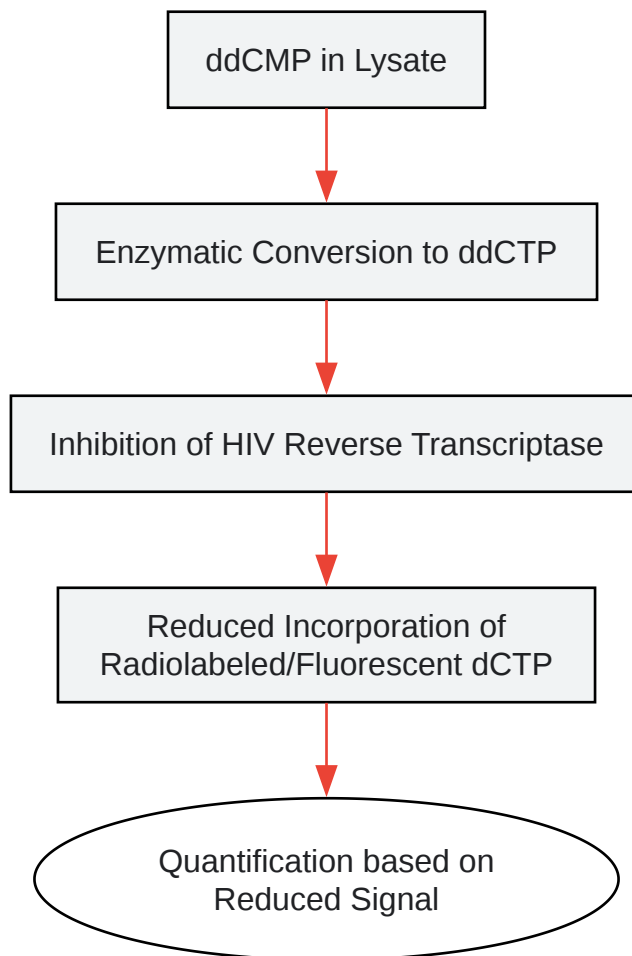 ddCMP in Lysate
Enzymatic Conversion to ddCTP
Inhibition of HIV Reverse Transcriptase
Reduced Incorporation of
Radiolabeled/Fluorescent dCTP
Quantification based on
Reduced Signal